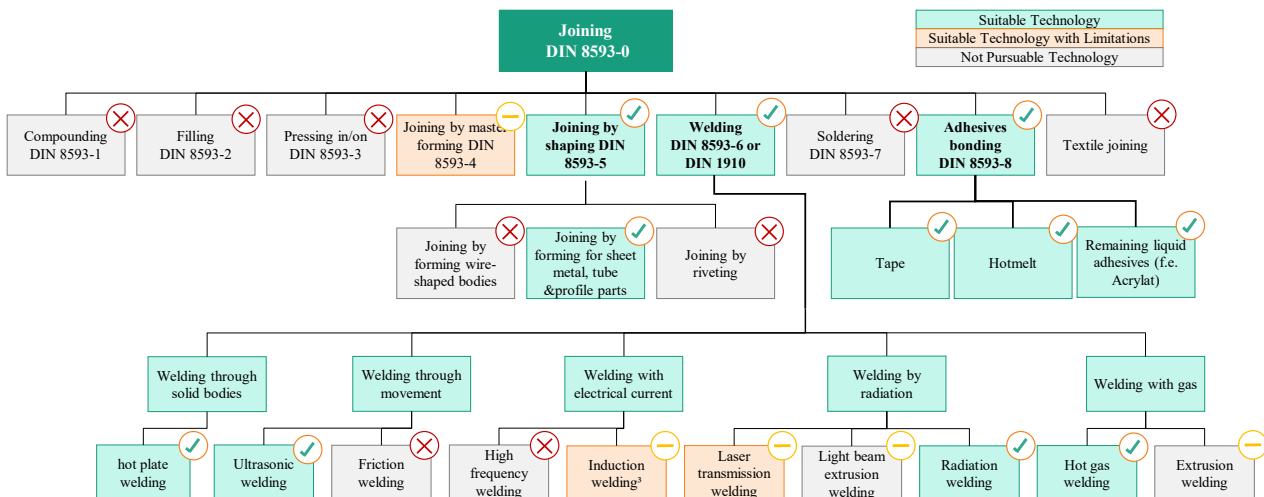 Joining
DIN 8593-0
Suitable Technology
Suitable Technology with Limitations
Not Pursuable Technology
Compounding
DIN 8593-1
Filling
DIN 8593-2
Pressing in/on
DIN 8593-3
Joining by master
forming DIN
8593-4
Joining by
shaping DIN
8593-5
Welding
DIN 8593-6 or
DIN 1910
Soldering
DIN 8593-7
Adhesives
bonding
DIN 8593-8
Textile joining
Joining by
forming wire-
shaped bodies
Joining by
forming for sheet
metal, tube
&profile parts
Joining by
riveting
Tape
Hotmelt
Remaining liquid
adhesives (f.e.
Acrylat)
Welding through
solid bodies
Welding through
movement
Welding with
electrical current
Welding by
radiation
Welding with gas
hot plate
welding
Ultrasonic
welding
Friction
welding
High
frequency
welding
Induction
welding³
Laser
transmission
welding
Light beam
extrusion
welding
Radiation
welding
Hot gas
welding
Extrusion
welding